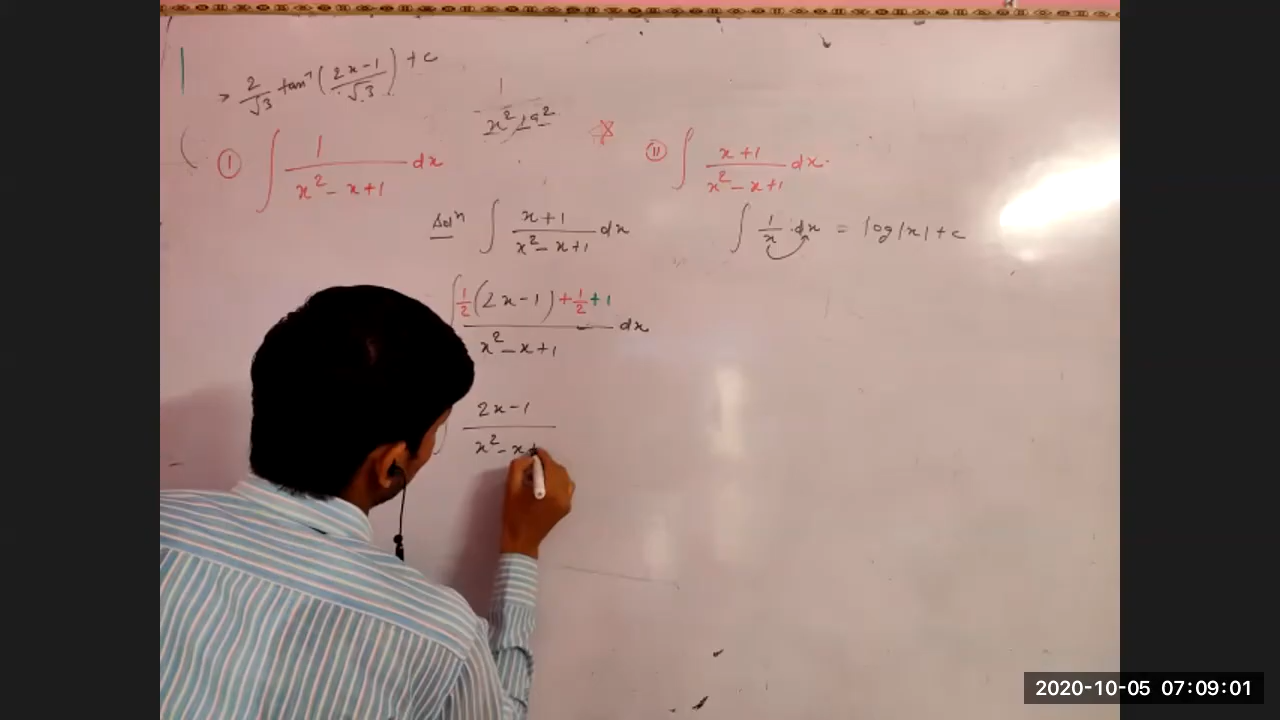 > 2/√3 tan⁻¹ (2x-1/√3) + c
1/x²+a²
① ∫ 1/x² - x+1 dx
⑪ ∫ x+1/x² - x+1 dx
Solⁿ ∫ x+1/x² - x+1 dx
∫ 1/x · dx = log|x| + c
∫ 1/2 (2x-1) + 1/2 + 1/x² - x+1 dx
2x-1/x² - x+
2020-10-05 07:09:01